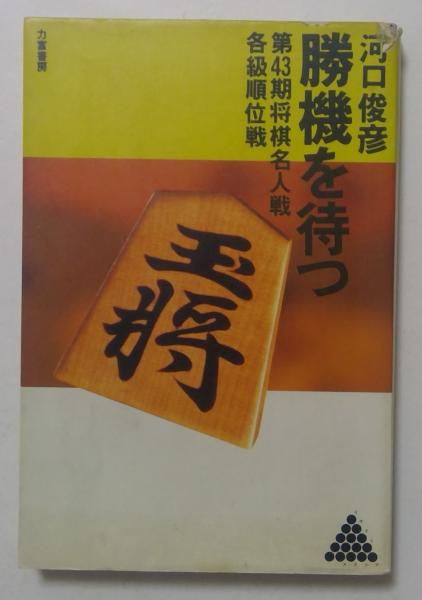 河口俊彦
勝機を待つ
第43期将棋名人戦
各級順位戦
力富書房
玉将